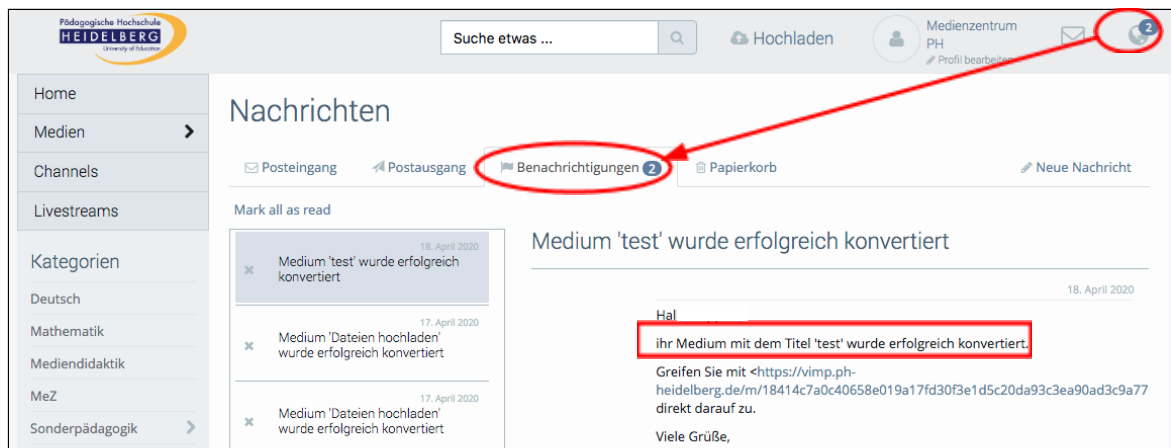 Pädagogische Hochschule
HEIDELBERG
University of Education
Suche etwas ...
Hochladen
Medienzentrum
PH
Profil bearbeiten
2
Home
Medien
Channels
Livestreams
Kategorien
Deutsch
Mathematik
Mediendidaktik
MeZ
Sonderpädagogik
Nachrichten
Posteingang
Postausgang
Benachrichtigungen 2
Papierkorb
Neue Nachricht
Mark all as read
18. April 2020
Medium 'test' wurde erfolgreich
konvertiert
17. April 2020
Medium 'Dateien hochladen'
wurde erfolgreich konvertiert
17. April 2020
Medium 'Dateien hochladen'
wurde erfolgreich konvertiert
Medium 'test' wurde erfolgreich konvertiert
18. April 2020
Hal
ihr Medium mit dem Titel 'test' wurde erfolgreich konvertiert.
Greifen Sie mit <https://vimp.ph-
heidelberg.de/m/18414c7a0c40658e019a17fd30f3e1d5c20da93c3ea90ad3c9a77
direkt darauf zu.
Viele Grüße,